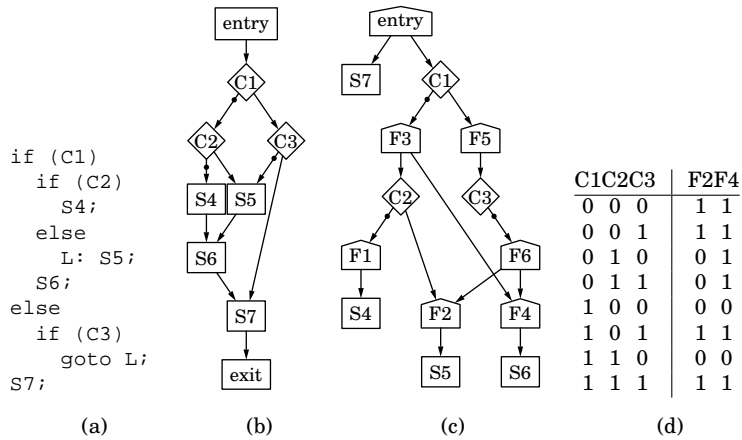 entry
C1
C2
C3
S4
S5
S6
S7
exit
entry
S7
C1
F3
F5
C2
C3
F1
F6
S4
F2
F4
S5
S6
if (C1)
if (C2)
S4;
else
L: S5;
S6;
else
if (C3)
goto L;
S7;
C1C2C3 F2F4
0 0 0 1 1
0 0 1 1 1
0 1 0 0 1
0 1 1 0 1
1 0 0 0 0
1 0 1 1 1
1 1 0 0 0
1 1 1 1 1
(a) (b) (c) (d)